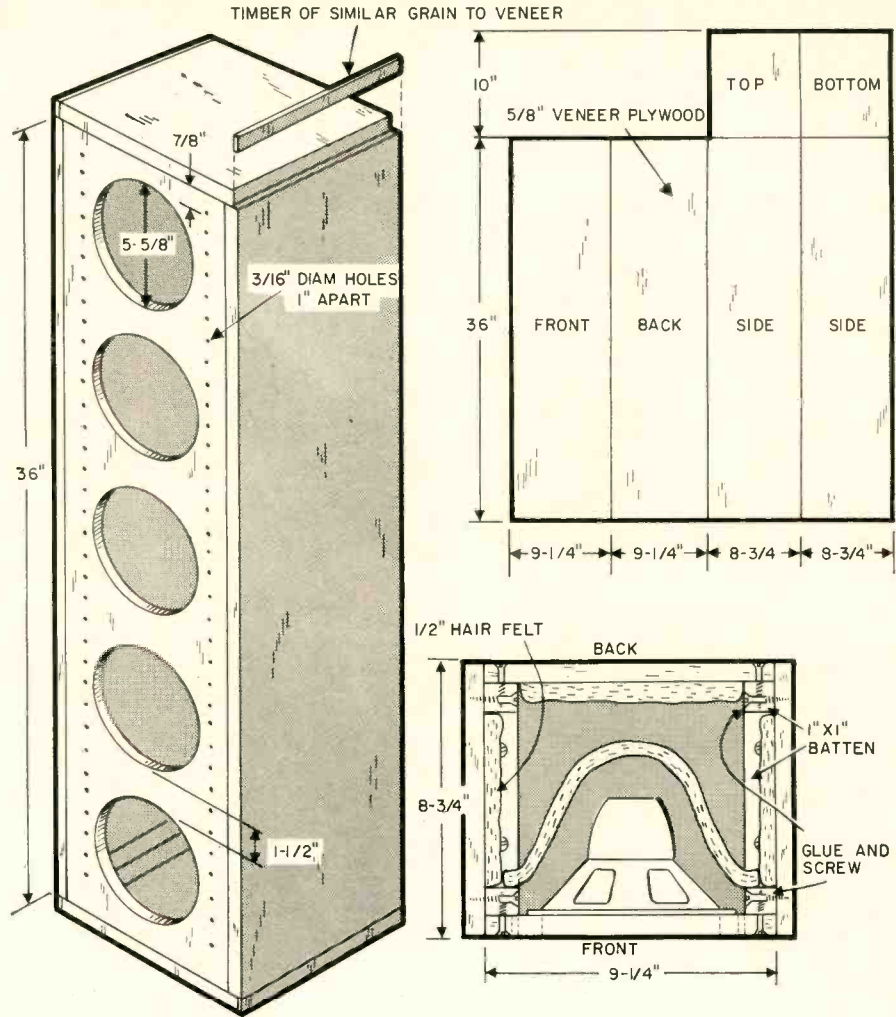 TIMBER OF SIMILAR GRAIN TO VENEER
7/8"
5-5/8"
3/16" DIAM HOLES
1" APART
36"
1-1/2"
10"
TOP
BOTTOM
5/8" VENEER PLYWOOD
36"
FRONT
BACK
SIDE
SIDE
9-1/4"
9-1/4"
8-3/4
8-3/4"
1/2" HAIR FELT
BACK
1" X1"
BATTEN
8-3/4"
GLUE AND
SCREW
FRONT
9-1/4"